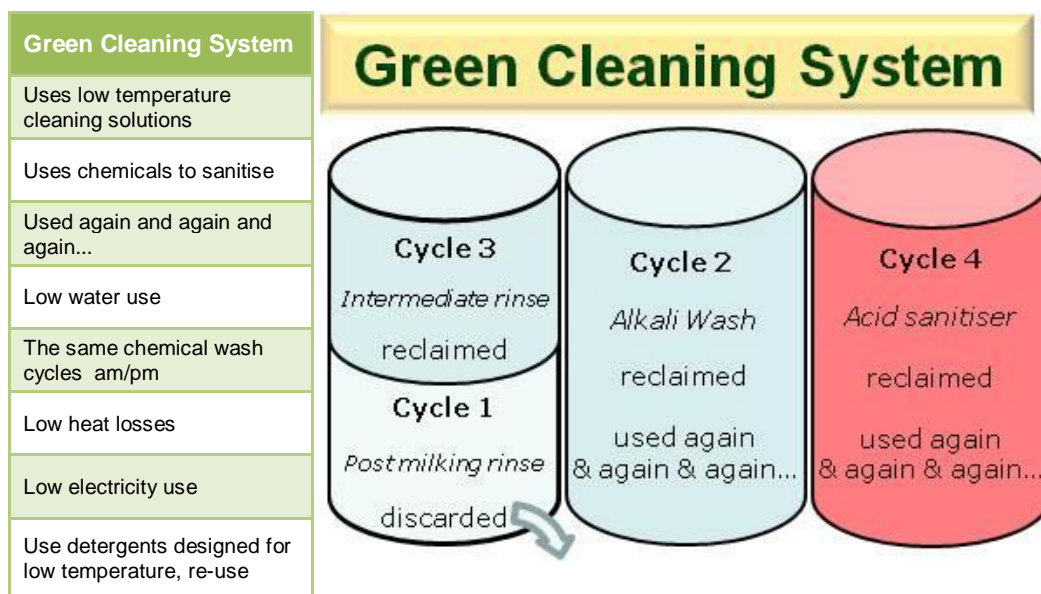 Green Cleaning System
Uses low temperature
cleaning solutions
Uses chemicals to sanitise
Used again and again and
again...
Low water use
The same chemical wash
cycles am/pm
Low heat losses
Low electricity use
Use detergents designed for
low temperature, re-use
Green Cleaning System
Cycle 3
Intermediate rinse
reclaimed
Cycle 1
Postmilking rinse
discarded
Cycle 2
Alkali Wash
reclaimed
used again
& again & again...
Cycle 4
Acid sanitiser
reclaimed
used again
& again & again...